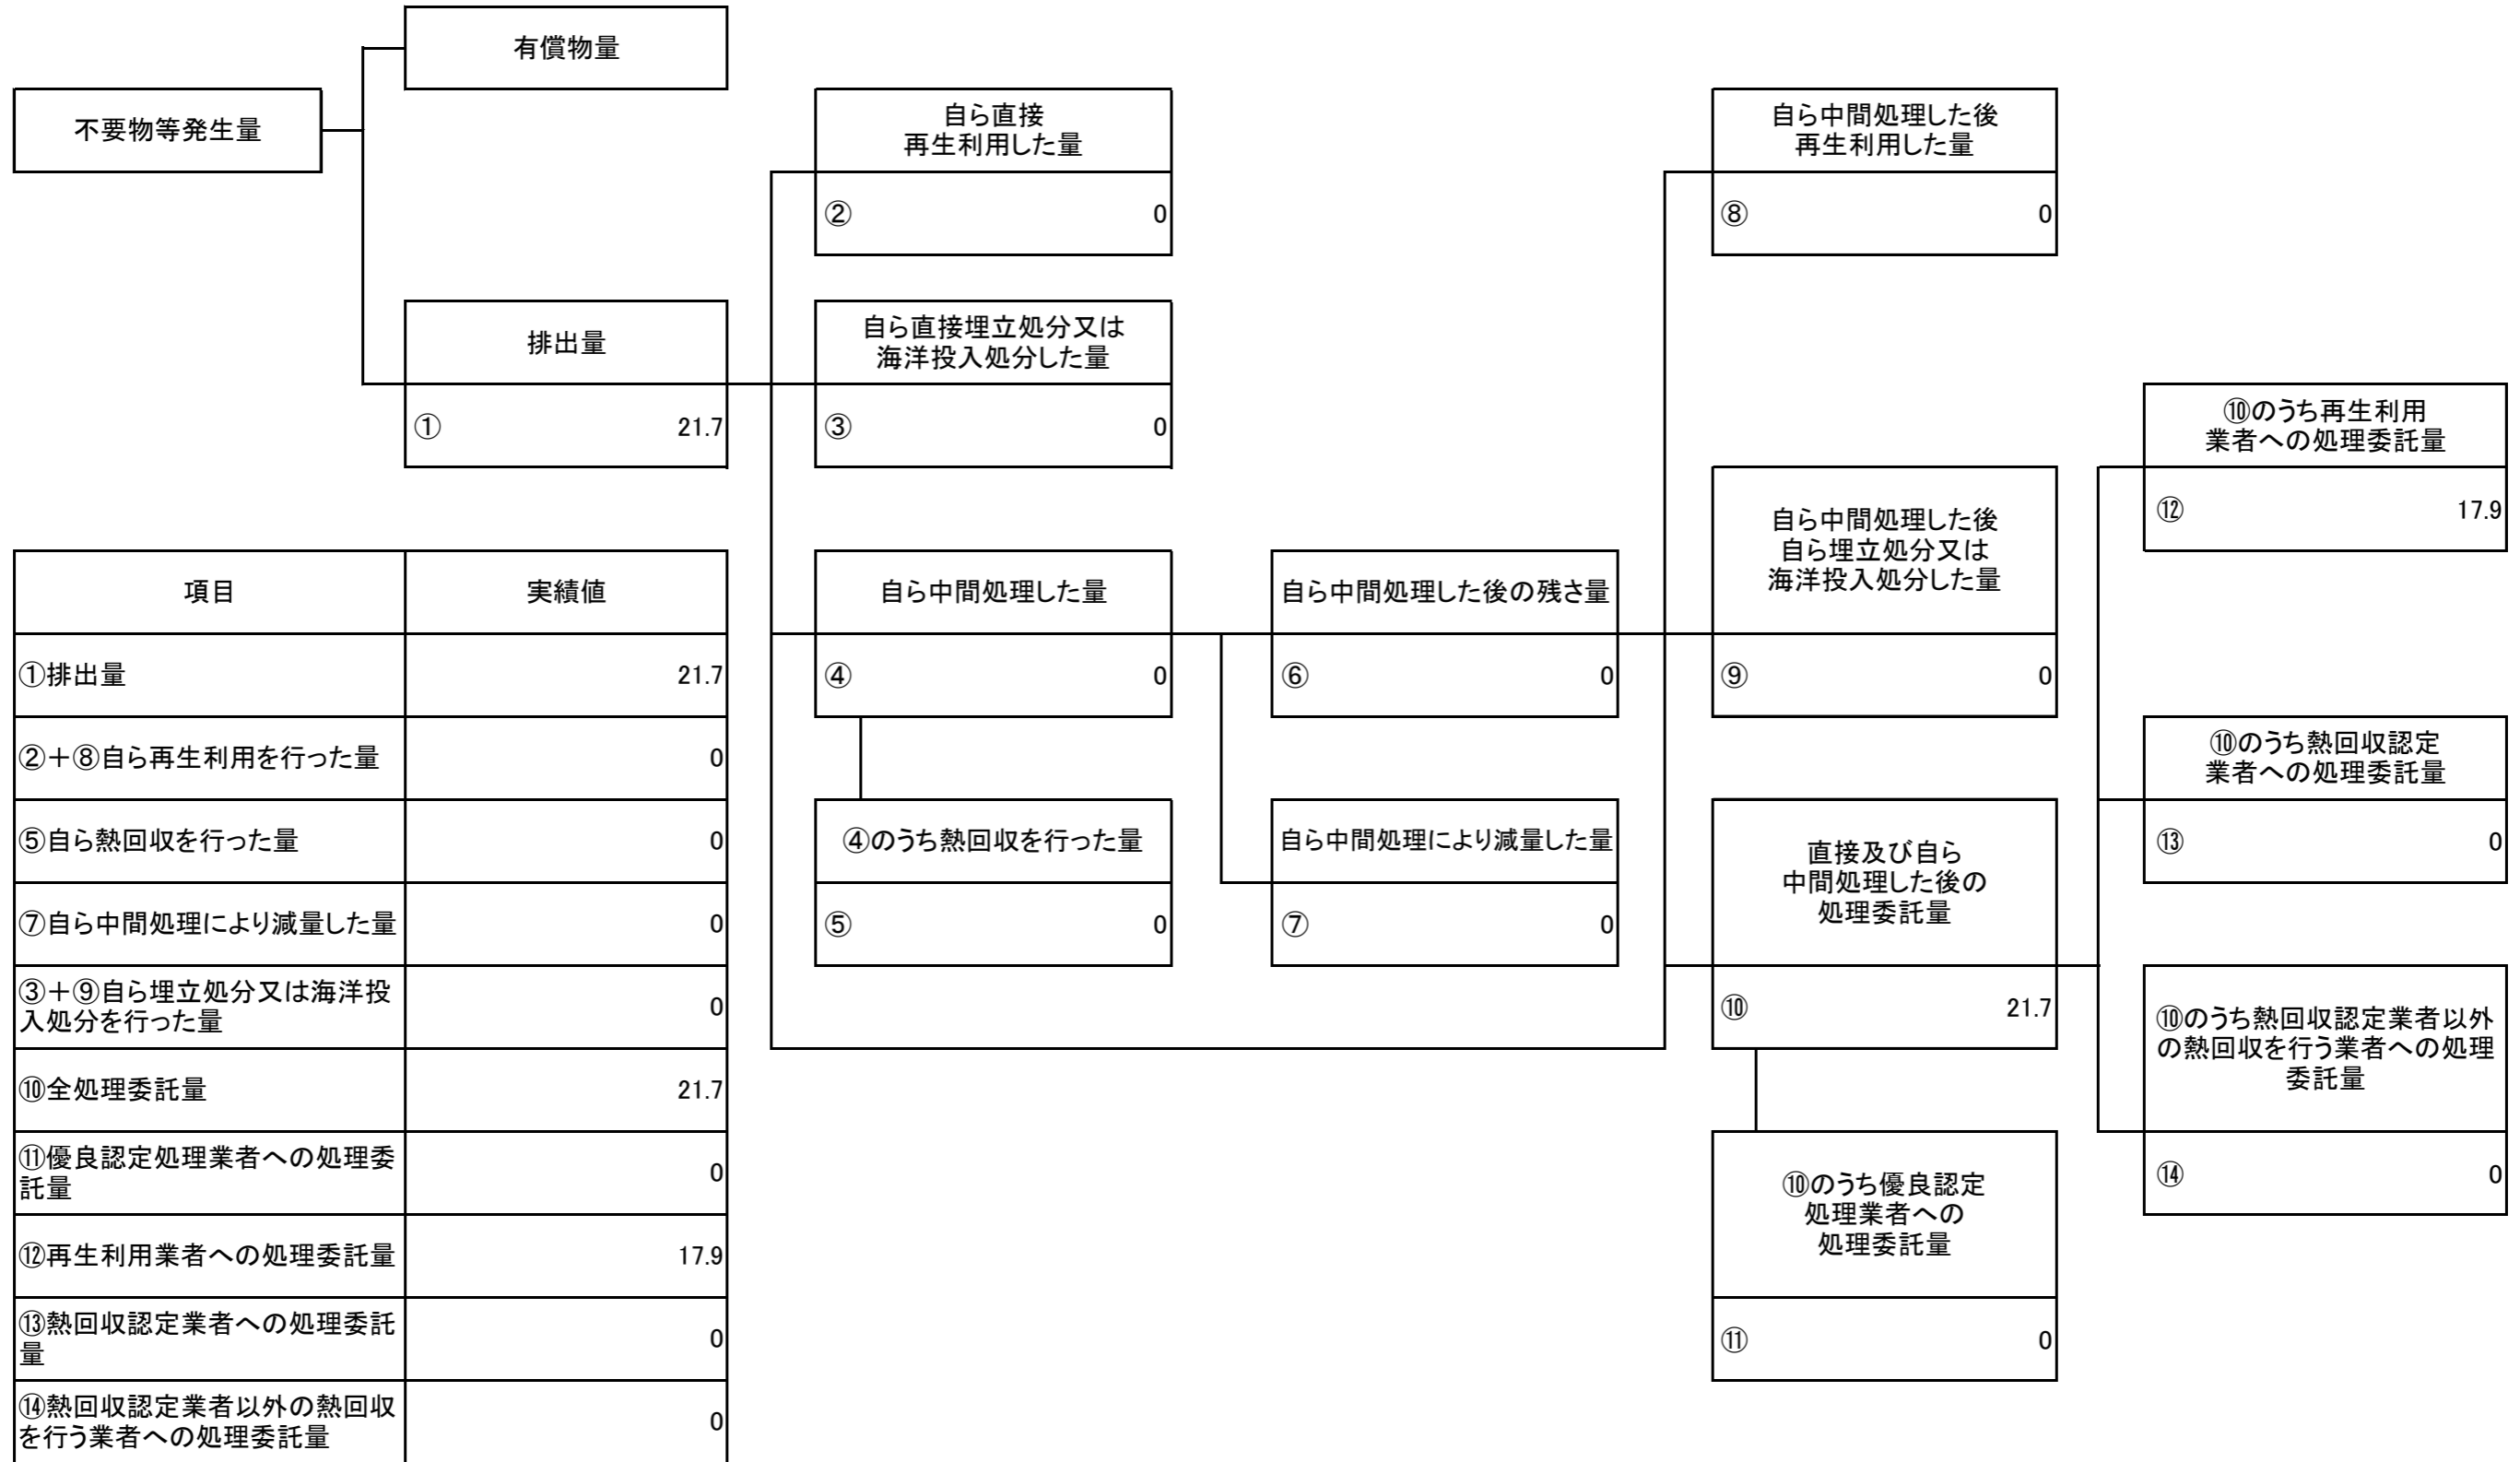 有償物量
不要物等発生量
自ら直接
再生利用した量
② 0
自ら中間処理した後
再生利用した量
⑧ 0
排出量
① 21.7
自ら直接埋立処分又は
海洋投入処分した量
③ 0
⑩のうち再生利用
業者への処理委託量
⑫ 17.9
自ら中間処理した量
④ 0
自ら中間処理した後の残さ量
⑥ 0
自ら中間処理した後
自ら埋立処分又は
海洋投入処分した量
⑨ 0
⑩のうち熱回収認定
業者への処理委託量
⑬ 0
④のうち熱回収を行った量
⑤ 0
自ら中間処理により減量した量
⑦ 0
直接及び自ら
中間処理した後の
処理委託量
⑩ 21.7
⑩のうち熱回収認定業者以外
の熱回収を行う業者への処理
委託量
⑭ 0
⑩のうち優良認定
処理業者への
処理委託量
⑪ 0
項目 実績値
①排出量 21.7
②＋⑧自ら再生利用を行った量 0
⑤自ら熱回収を行った量 0
⑦自ら中間処理により減量した量 0
③＋⑨自ら埋立処分又は海洋投
入処分を行った量 0
⑩全処理委託量 21.7
⑪優良認定処理業者への処理委
託量 0
⑫再生利用業者への処理委託量 17.9
⑬熱回収認定業者への処理委託
量 0
⑭熱回収認定業者以外の熱回収
を行う業者への処理委託量 0